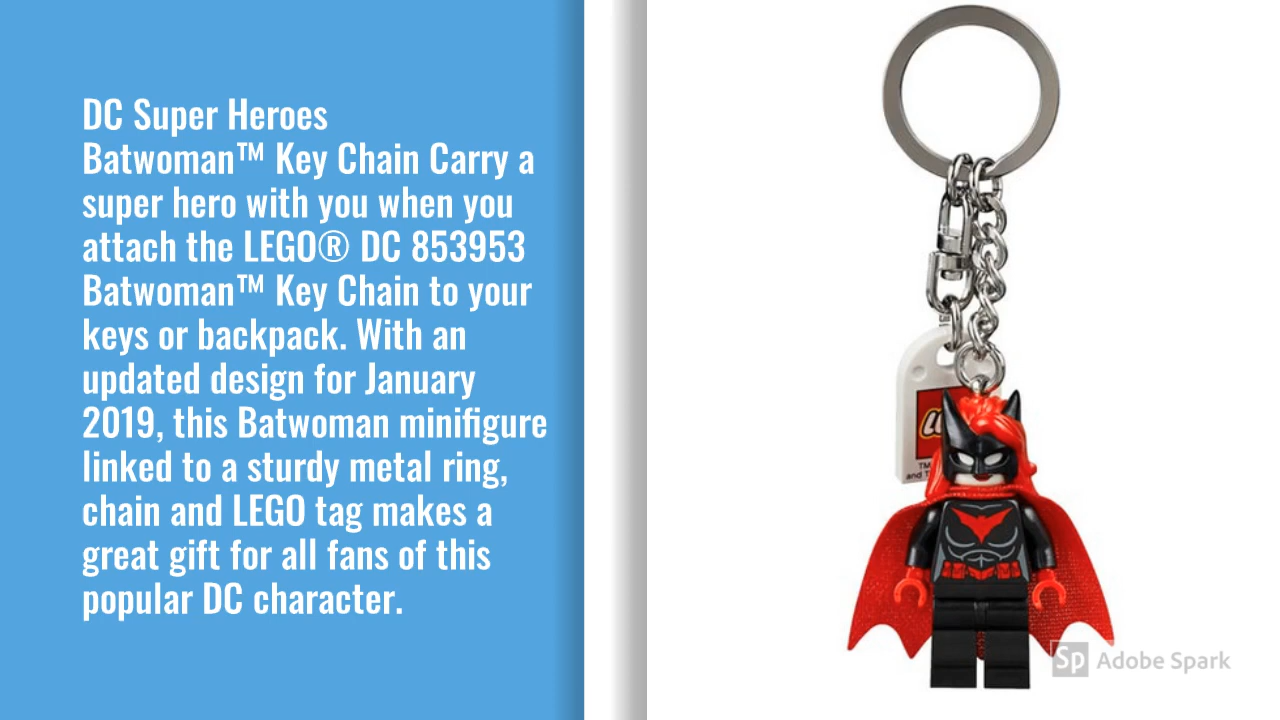 DC Super Heroes
Batwoman™ Key Chain Carry a
super hero with you when you
attach the LEGO® DC 853953
Batwoman™ Key Chain to your
keys or backpack. With an
updated design for January
2019, this Batwoman minifigure
linked to a sturdy metal ring,
chain and LEGO tag makes a
great gift for all fans of this
popular DC character.
TM
and
Sp Adobe Spark